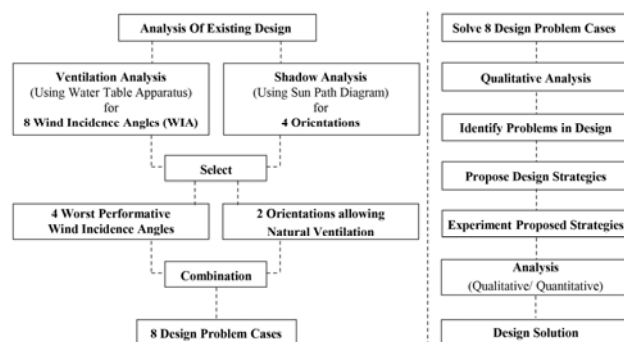 Analysis Of Existing Design
Ventilation Analysis
(Using Water Table Apparatus)
for
8 Wind Incidence Angles (WIA)
Shadow Analysis
(Using Sun Path Diagram)
for
4 Orientations
Select
4 Worst Performative
Wind Incidence Angles
2 Orientations allowing
Natural Ventilation
Combination
8 Design Problem Cases
Solve 8 Design Problem Cases
Qualitative Analysis
Identify Problems in Design
Propose Design Strategies
Experiment Proposed Strategies
Analysis
(Qualitative/ Quantitative)
Design Solution